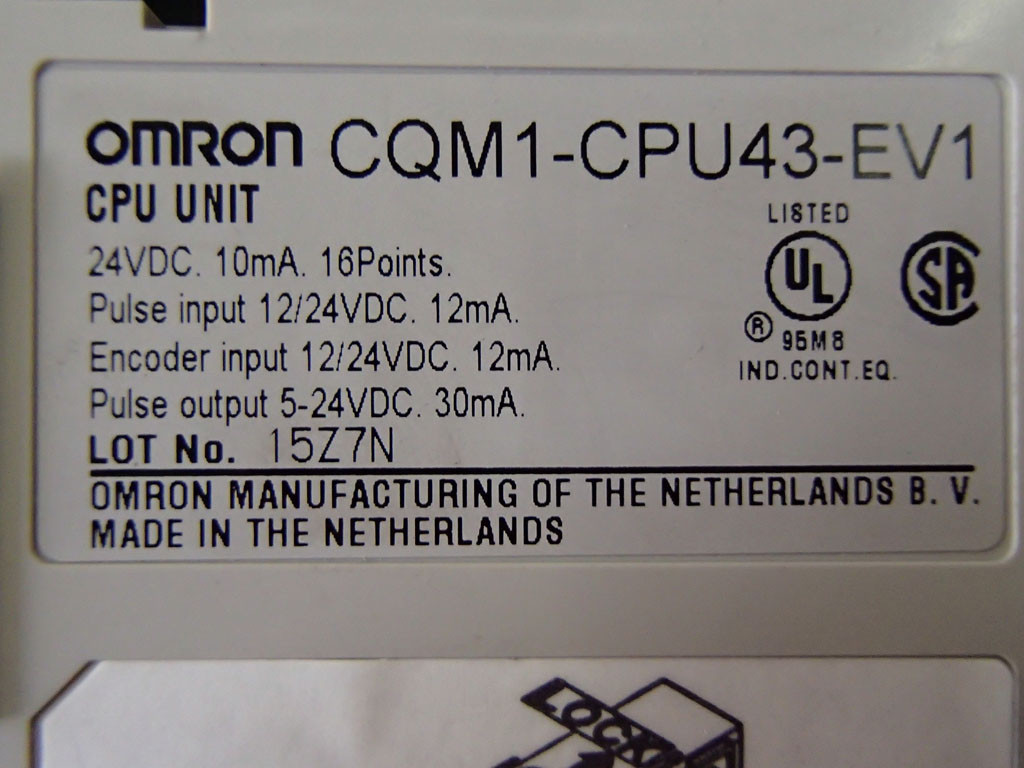 OMRON CQM1-CPU43-EV1
CPU UNIT
24VDC. 10mA. 16Points.
Pulse input 12/24VDC. 12mA.
Encoder input 12/24VDC. 12mA.
Pulse output 5-24VDC. 30mA.
LOT No. 15Z7N
LISTED
UL
® 95M8
IND.CONT.EQ.
SA
OMRON MANUFACTURING OF THE NETHERLANDS B. V.
MADE IN THE NETHERLANDS
LOCK